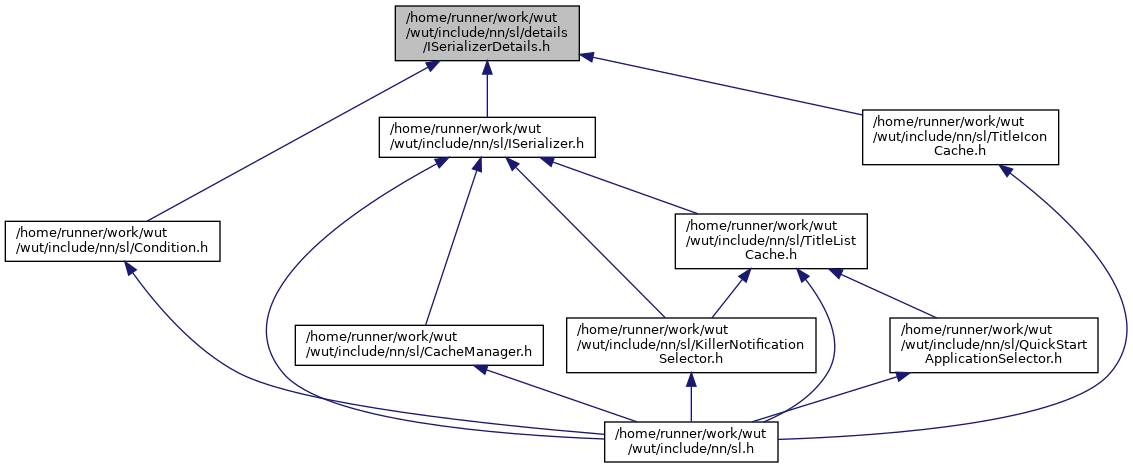 /home/runner/work/wut
/wut/include/nn/sl/details
/ISerializerDetails.h
/home/runner/work/wut
/wut/include/nn/sl/TitleIcon
Cache.h
/home/runner/work/wut
/wut/include/nn/sl/ISerializer.h
/home/runner/work/wut
/wut/include/nn/sl/Condition.h
/home/runner/work/wut
/wut/include/nn/sl/TitleList
Cache.h
/home/runner/work/wut
/wut/include/nn/sl/CacheManager.h
/home/runner/work/wut
/wut/include/nn/sl/KillerNotification
Selector.h
/home/runner/work/wut
/wut/include/nn/sl/QuickStart
ApplicationSelector.h
/home/runner/work/wut
/wut/include/nn/sl.h